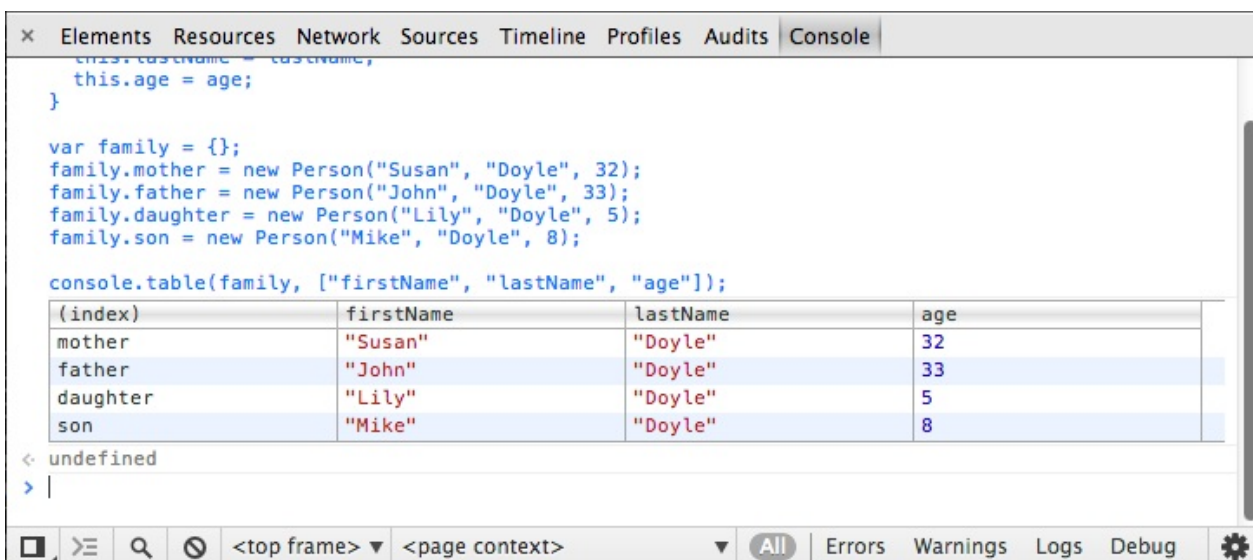 × Elements Resources Network Sources Timeline Profiles Audits Console
this.lastName = lastName;
this.age = age;
}
var family = {};
family.mother = new Person("Susan", "Doyle", 32);
family.father = new Person("John", "Doyle", 33);
family.daughter = new Person("Lily", "Doyle", 5);
family.son = new Person("Mike", "Doyle", 8);
console.table(family, ["firstName", "lastName", "age"]);
(index) firstName lastName age
mother "Susan" "Doyle" 32
father "John" "Doyle" 33
daughter "Lily" "Doyle" 5
son "Mike" "Doyle" 8
undefined
>
<top frame> ▼ <page context> ▼ All Errors Warnings Logs Debug